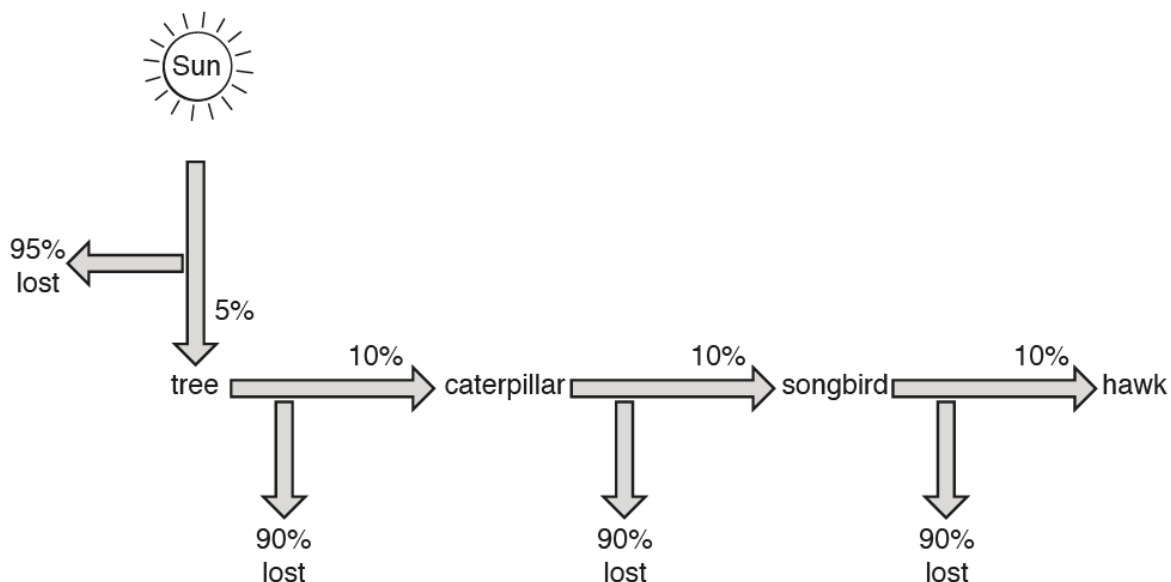 Sun
95%
lost
5%
10%
10%
10%
tree
caterpillar
songbird
hawk
90%
lost
90%
lost
90%
lost